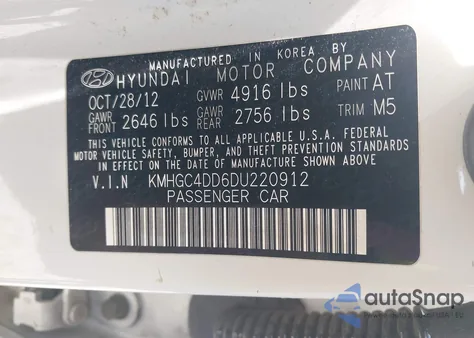 MANUFACTURED IN KOREA BY
HYUNDAI MOTOR COMPANY
OCT/28/12 GVWR 4916 lbs PAINT AT
GAWR FRONT 2646 lbs GAWR REAR 2756 lbs TRIM M5
THIS VEHICLE CONFORMS TO ALL APPLICABLE U.S.A. FEDERAL
MOTOR VEHICLE SAFETY, BUMPER, AND THEFT PREVENTION STANDARDS
IN EFFECT ON THE DATE OF MANUFACTURE SHOWN ABOVE
V.I.N KMHGC4DD6DU220912
PASSENGER CAR
autoSnap